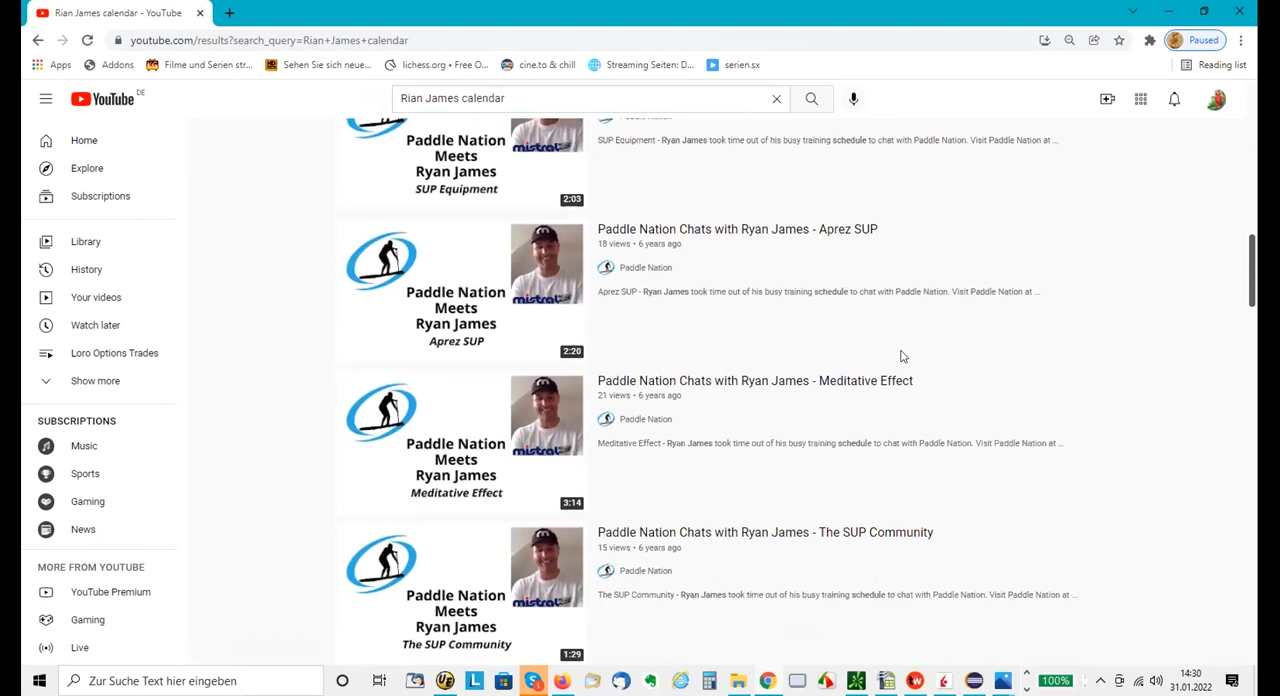 Rian James calendar - YouTube
youtube.com/results?search_query=Rian+James+calendar
Paused
Apps
Addons
Filme und Serien str...
Sehen Sie sich neue...
lichess.org • Free O...
cine.to & chill
Streaming Seiten: D...
serien.sx
Reading list
YouTube DE
Rian James calendar
Home
Explore
Subscriptions
Library
History
Your videos
Watch later
Loro Options Trades
Show more
SUBSCRIPTIONS
Music
Sports
Gaming
News
MORE FROM YOUTUBE
YouTube Premium
Gaming
Live
Paddle Nation
Meets
Ryan James
SUP Equipment
mistral
2:03
SUP Equipment - Ryan James took time out of his busy training schedule to chat with Paddle Nation. Visit Paddle Nation at ...
Paddle Nation
Meets
Ryan James
Aprez SUP
mistral
2:20
Paddle Nation Chats with Ryan James - Aprez SUP
18 views • 6 years ago
Paddle Nation
Aprez SUP - Ryan James took time out of his busy training schedule to chat with Paddle Nation. Visit Paddle Nation at ...
Paddle Nation
Meets
Ryan James
Meditative Effect
mistral
3:14
Paddle Nation Chats with Ryan James - Meditative Effect
21 views • 6 years ago
Paddle Nation
Meditative Effect - Ryan James took time out of his busy training schedule to chat with Paddle Nation. Visit Paddle Nation at ...
Paddle Nation
Meets
Ryan James
The SUP Community
mistral
1:29
Paddle Nation Chats with Ryan James - The SUP Community
15 views • 6 years ago
Paddle Nation
The SUP Community - Ryan James took time out of his busy training schedule to chat with Paddle Nation. Visit Paddle Nation at ...
Zur Suche Text hier eingeben
100%
14:30
31.01.2022